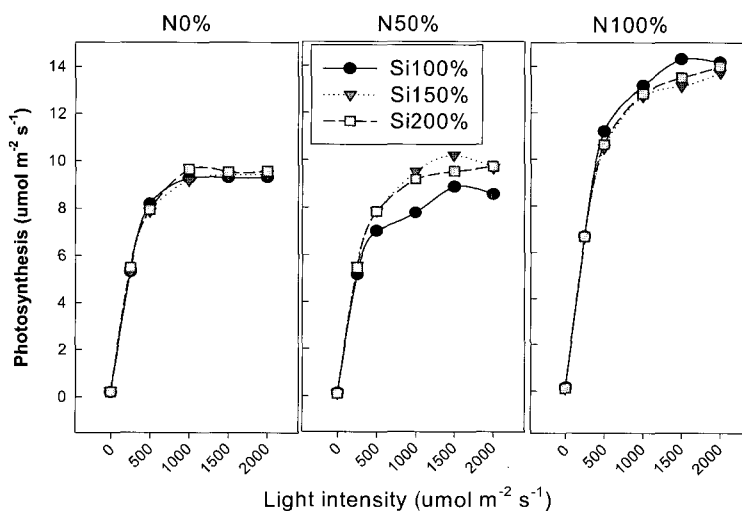 N0%
N50%
N100%
Si100%
Si150%
Si200%
Photosynthesis (umol m⁻² s⁻¹)
14
12
10
8
6
4
2
0
0
500
1000
1500
2000
0
500
1000
1500
2000
0
500
1000
1500
2000
Light intensity (umol m⁻² s⁻¹)